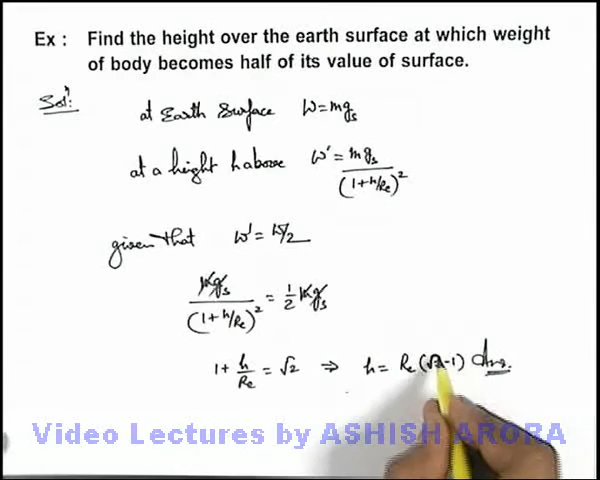 Ex : Find the height over the earth surface at which weight
of body becomes half of its value of surface.
Solⁿ:
at Earth Surface W = mgₛ
at a height h above W' = mgₛ/(1+h/Rₑ)²
given that W' = W/2
mgₛ/(1+h/Rₑ)² = 1/2 mgₛ
1 + h/Rₑ = √2 ⇒ h = Rₑ(√2-1) Ans.
Video Lectures by ASHISH ARORA